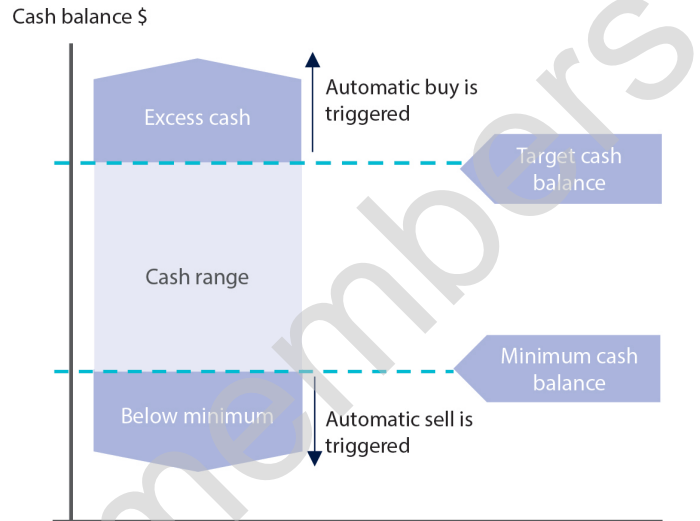 Cash balance $
Automatic buy is
triggered
Excess cash
Target cash
balance
Cash range
Minimum cash
balance
Below minimum
Automatic sell is
triggered
members